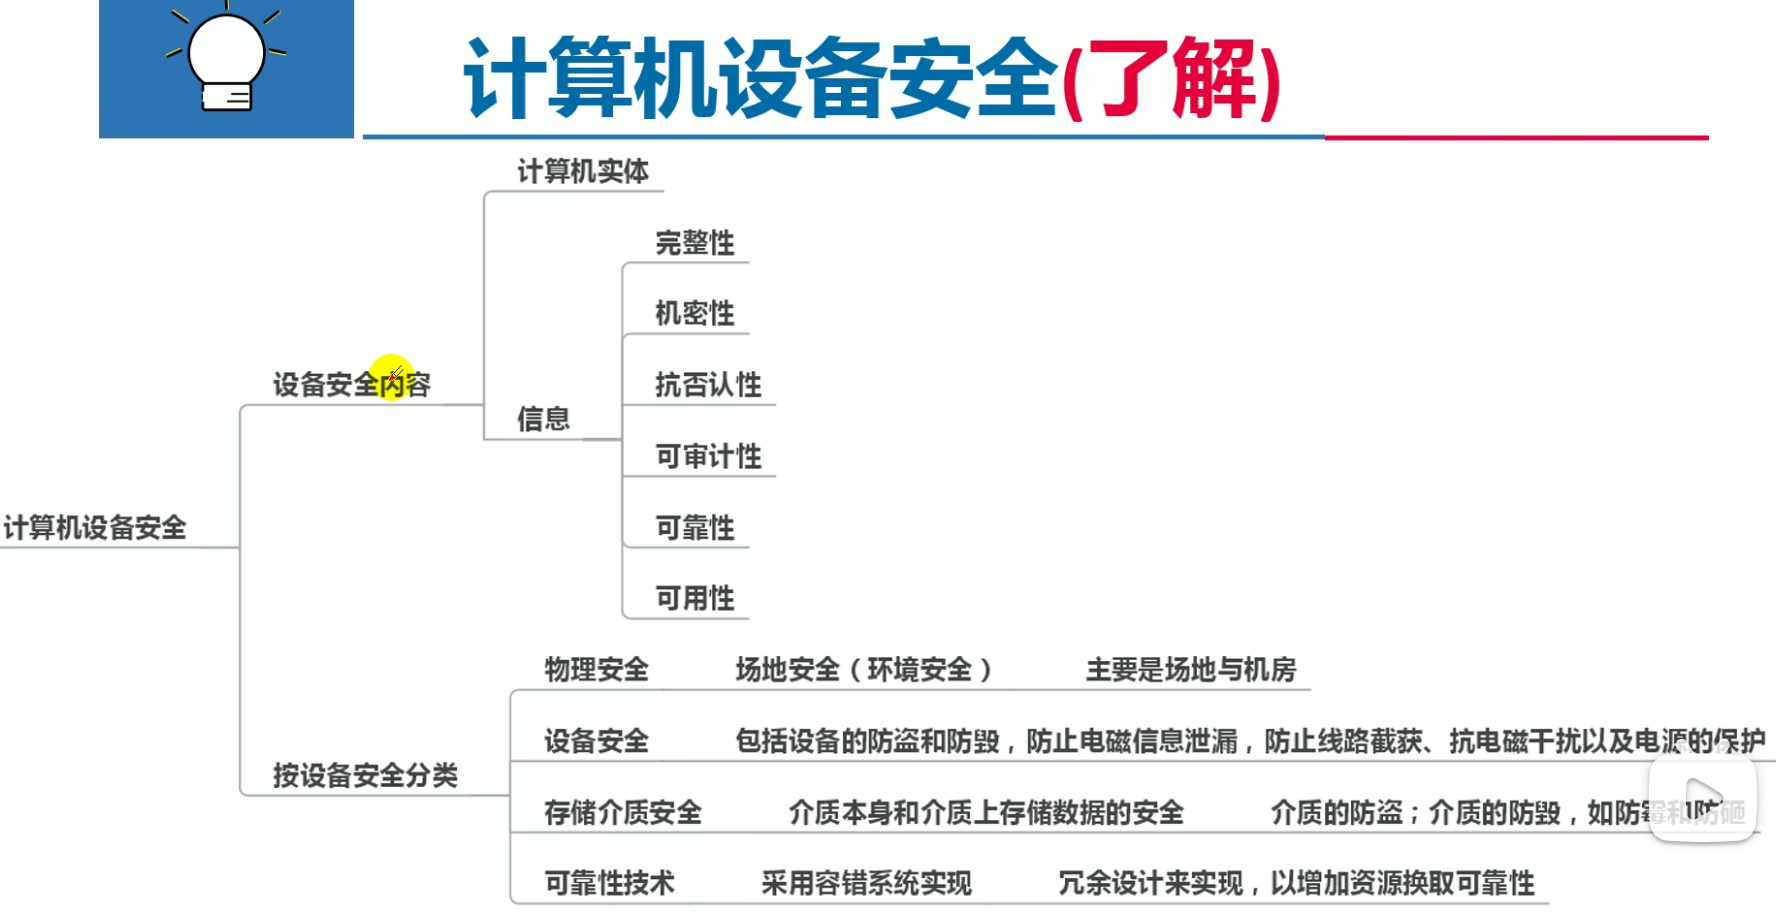 计算机设备安全(了解)
计算机实体
完整性
机密性
设备安全内容
抗否认性
信息
可审计性
计算机设备安全
可靠性
可用性
物理安全 场地安全（环境安全） 主要是场地与机房
设备安全 包括设备的防盗和防毁，防止电磁信息泄漏，防止线路截获、抗电磁干扰以及电源的保护
按设备安全分类
存储介质安全 介质本身和介质上存储数据的安全 介质的防盗；介质的防毁，如防霉和防砸
可靠性技术 采用容错系统实现 冗余设计来实现，以增加资源换取可靠性